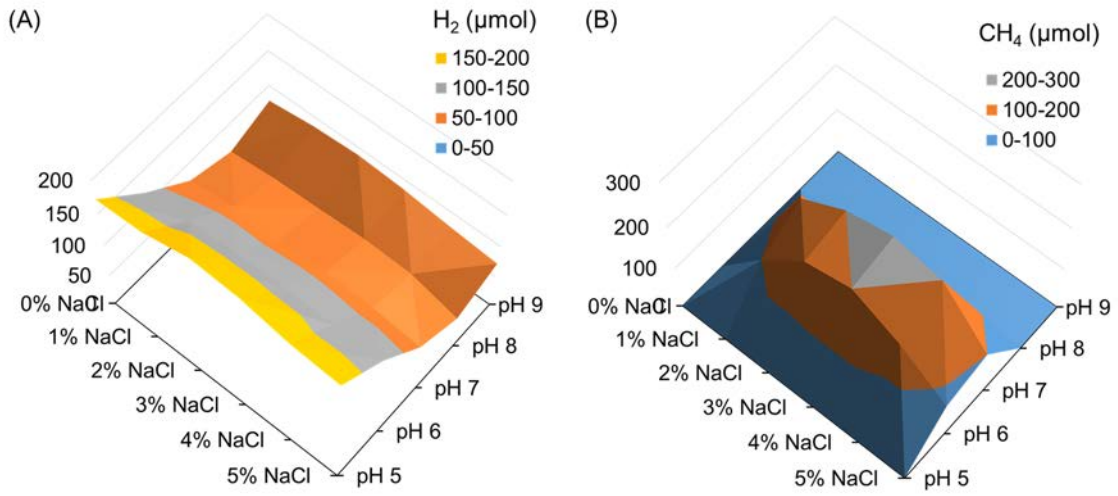 (A)
H₂ (µmol)
150-200
100-150
50-100
0-50
200
150
100
50
0% NaCl
1% NaCl
2% NaCl
3% NaCl
4% NaCl
5% NaCl
pH 5
pH 6
pH 7
pH 8
pH 9
(B)
CH₄ (µmol)
200-300
100-200
0-100
300
200
100
0% NaCl
1% NaCl
2% NaCl
3% NaCl
4% NaCl
5% NaCl
pH 5
pH 6
pH 7
pH 8
pH 9